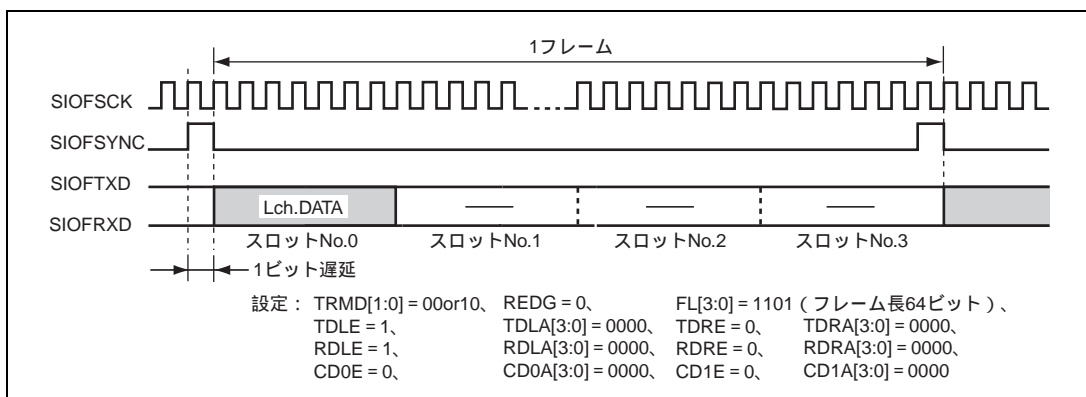 1フレーム
SIOFSCK
SIOFSYNC
SIOFTXD
SIOFRXD
Lch.DATA
スロットNo.0 スロットNo.1 スロットNo.2 スロットNo.3
1ビット遅延
設定： TRMD[1:0] = 00or10、 REDG = 0、 FL[3:0] = 1101（フレーム長64ビット）、
TDLE = 1、 TDLA[3:0] = 0000、 TDRE = 0、 TDRA[3:0] = 0000、
RDLE = 1、 RDLA[3:0] = 0000、 RDRE = 0、 RDRA[3:0] = 0000、
CD0E = 0、 CD0A[3:0] = 0000、 CD1E = 0、 CD1A[3:0] = 0000